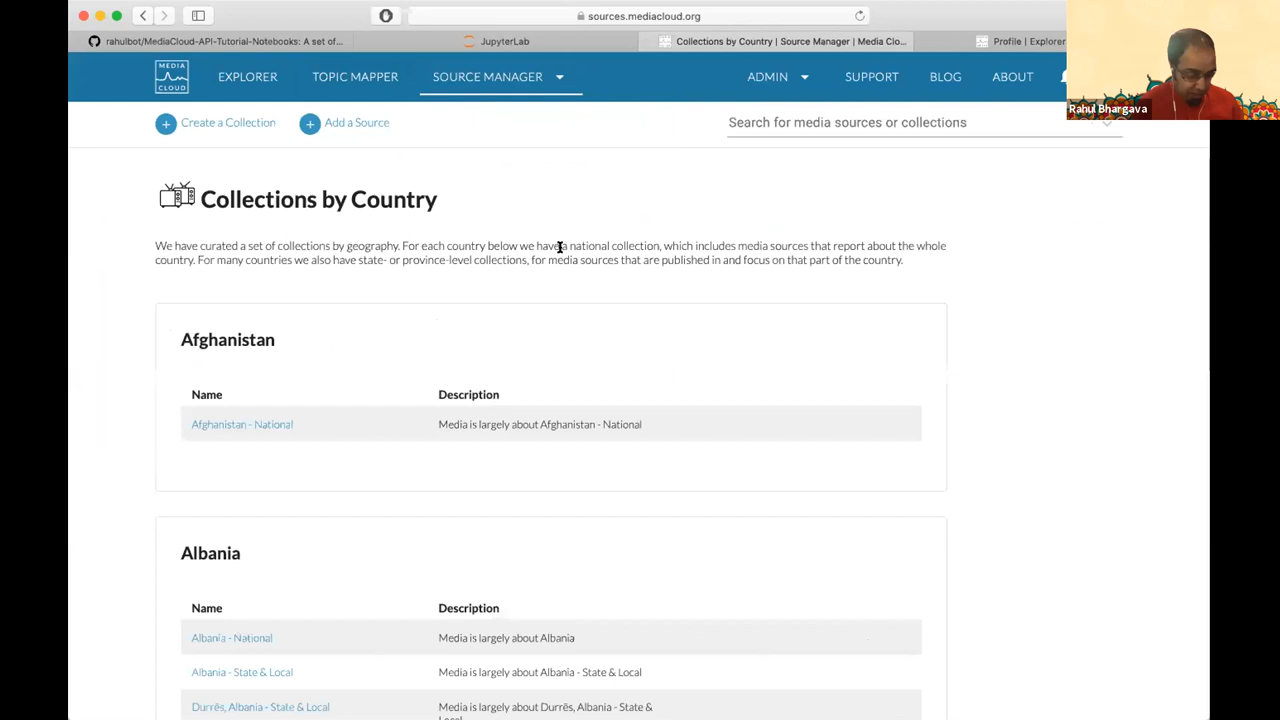 sources.mediacloud.org
rahulbot/MediaCloud-API-Tutorial-Notebooks: A set of...
JupyterLab
Collections by Country | Source Manager | Media Clo...
Profile | Explorer
MEDIA
CLOUD
EXPLORER
TOPIC MAPPER
SOURCE MANAGER
ADMIN
SUPPORT
BLOG
ABOUT
Rahul Bhargava
Create a Collection
Add a Source
Search for media sources or collections
Collections by Country
We have curated a set of collections by geography. For each country below we have a national collection, which includes media sources that report about the whole
country. For many countries we also have state- or province-level collections, for media sources that are published in and focus on that part of the country.
Afghanistan
Name Description
Afghanistan - National Media is largely about Afghanistan - National
Albania
Name Description
Albania - National Media is largely about Albania
Albania - State & Local Media is largely about Albania - State & Local
Durrës, Albania - State & Local Media is largely about Durrës, Albania - State &
Local